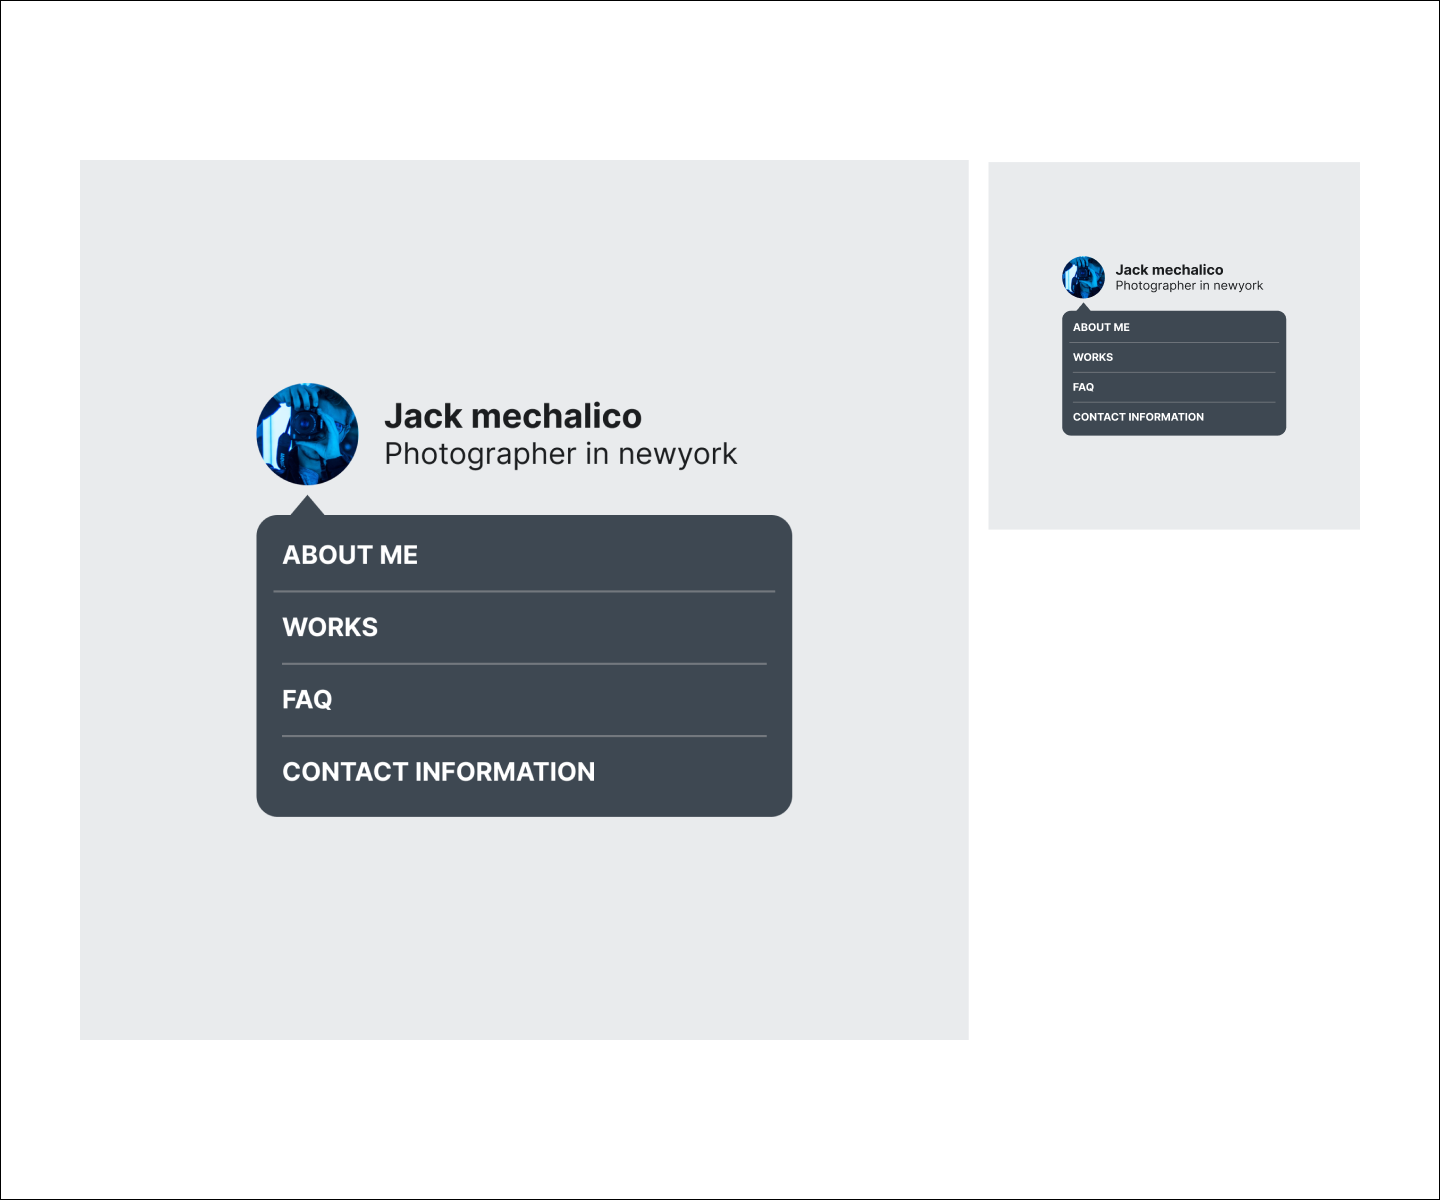 Jack mechalico
Photographer in newyork
ABOUT ME
WORKS
FAQ
CONTACT INFORMATION
Jack mechalico
Photographer in newyork
ABOUT ME
WORKS
FAQ
CONTACT INFORMATION